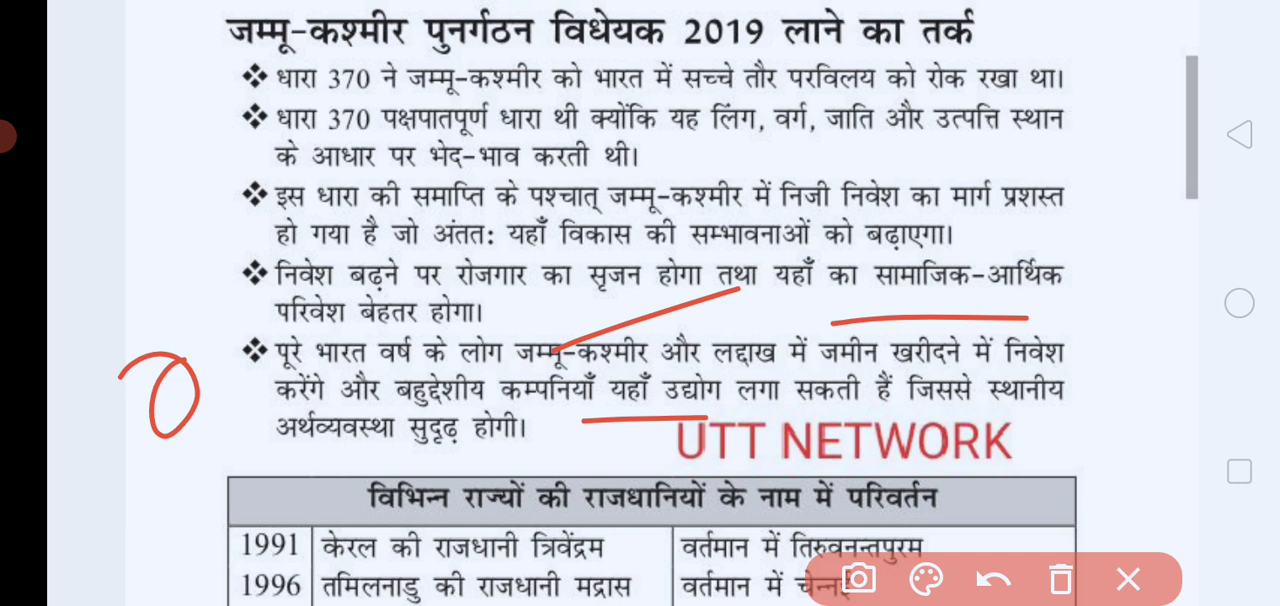 जम्मू-कश्मीर पुनर्गठन विधेयक 2019 लाने का तर्क
❖ धारा 370 ने जम्मू-कश्मीर को भारत में सच्चे तौर परविलय को रोक रखा था।
❖ धारा 370 पक्षपातपूर्ण धारा थी क्योंकि यह लिंग, वर्ग, जाति और उत्पत्ति स्थान
के आधार पर भेद-भाव करती थी।
❖ इस धारा की समाप्ति के पश्चात् जम्मू-कश्मीर में निजी निवेश का मार्ग प्रशस्त
हो गया है जो अंतत: यहाँ विकास की सम्भावनाओं को बढ़ाएगा।
❖ निवेश बढ़ने पर रोजगार का सृजन होगा तथा यहाँ का सामाजिक-आर्थिक
परिवेश बेहतर होगा।
❖ पूरे भारत वर्ष के लोग जम्मू-कश्मीर और लद्दाख में जमीन खरीदने में निवेश
करेंगे और बहुद्देशीय कम्पनियाँ यहाँ उद्योग लगा सकती हैं जिससे स्थानीय
अर्थव्यवस्था सुदृढ़ होगी।
UTT NETWORK
विभिन्न राज्यों की राजधानियों के नाम में परिवर्तन
1991 केरल की राजधानी त्रिवेंद्रम वर्तमान में तिरुवनन्तपुरम
1996 तमिलनाडु की राजधानी मद्रास वर्तमान में चेन्नई